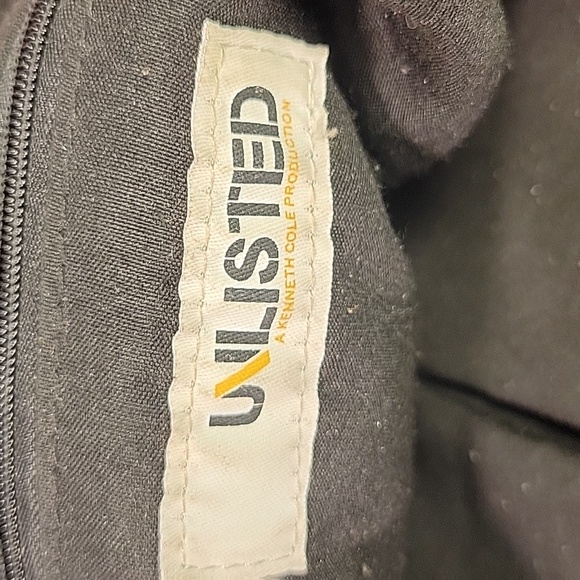 UNLISTED
A KENNETH COLE PRODUCTION